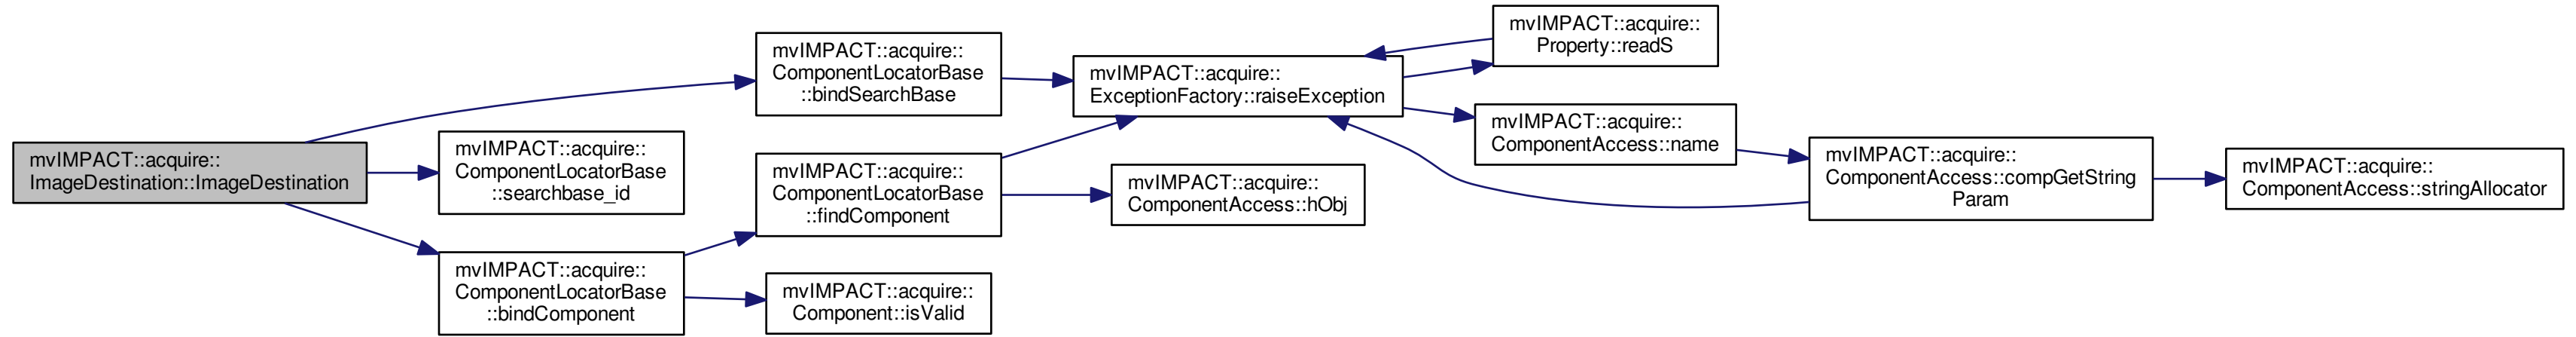 mvIMPACT::acquire::
ImageDestination::ImageDestination
mvIMPACT::acquire::
ComponentLocatorBase
::bindSearchBase
mvIMPACT::acquire::
ComponentLocatorBase
::searchbase_id
mvIMPACT::acquire::
ComponentLocatorBase
::bindComponent
mvIMPACT::acquire::
ComponentLocatorBase
::findComponent
mvIMPACT::acquire::
Component::isValid
mvIMPACT::acquire::
ExceptionFactory::raiseException
mvIMPACT::acquire::
ComponentAccess::hObj
mvIMPACT::acquire::
Property::readS
mvIMPACT::acquire::
ComponentAccess::name
mvIMPACT::acquire::
ComponentAccess::compGetString
Param
mvIMPACT::acquire::
ComponentAccess::stringAllocator